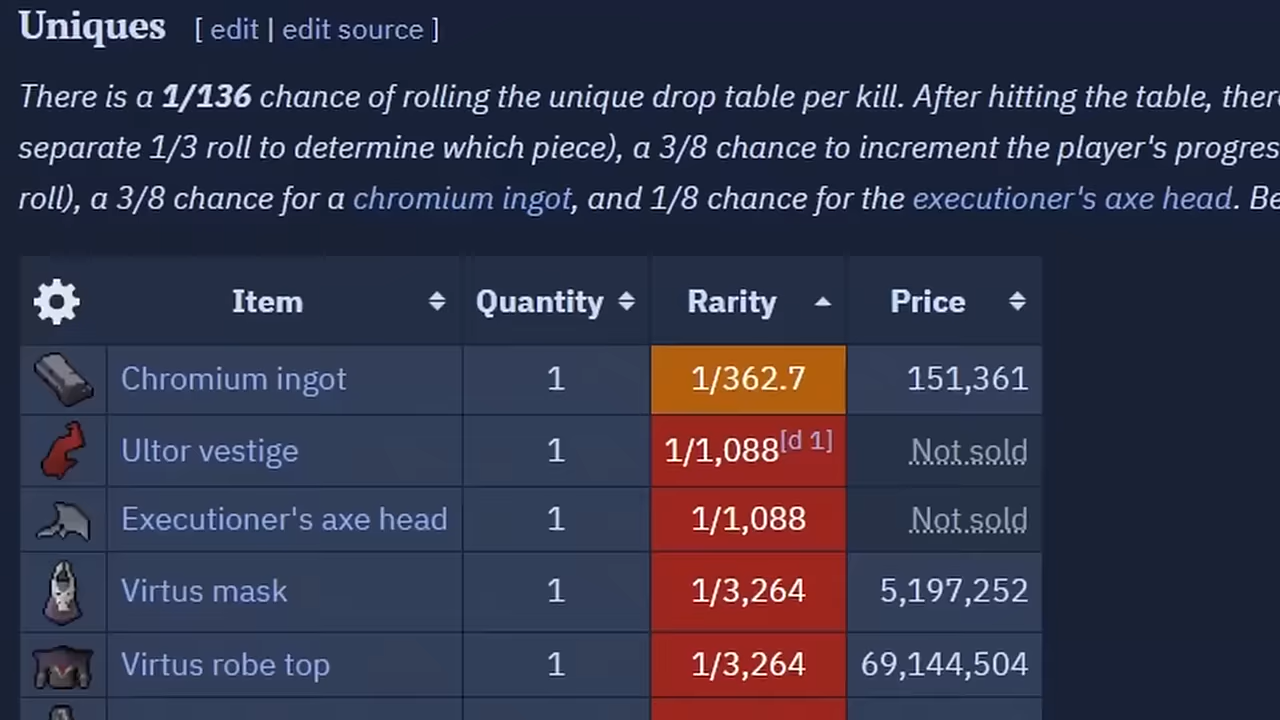 Uniques [ edit | edit source ]
There is a 1/136 chance of rolling the unique drop table per kill. After hitting the table,
separate 1/3 roll to determine which piece), a 3/8 chance to increment the player's
roll), a 3/8 chance for a chromium ingot, and 1/8 chance for the executioner's axe head.
Item Quantity Rarity Price
Chromium ingot 1 1/362.7 151,361
Ultor vestige 1 1/1,088[d 1] Not sold
Executioner's axe head 1 1/1,088 Not sold
Virtus mask 1 1/3,264 5,197,252
Virtus robe top 1 1/3,264 69,144,504